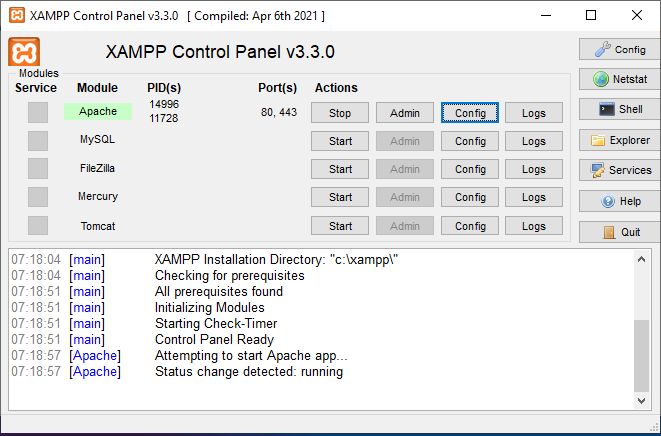 XAMPP Control Panel v3.3.0 [ Compiled: Apr 6th 2021 ]
XAMPP Control Panel v3.3.0
Config
Modules
Service Module PID(s) Port(s) Actions
Netstat
Apache 14996 11728 80, 443 Stop Admin Config Logs
Shell
MySQL Start Admin Config Logs
Explorer
FileZilla Start Admin Config Logs
Services
Mercury Start Admin Config Logs
Help
Tomcat Start Admin Config Logs
Quit
07:18:04 [main] XAMPP Installation Directory: "c:\xampp\"
07:18:04 [main] Checking for prerequisites
07:18:51 [main] All prerequisites found
07:18:51 [main] Initializing Modules
07:18:51 [main] Starting Check-Timer
07:18:51 [main] Control Panel Ready
07:18:57 [Apache] Attempting to start Apache app...
07:18:57 [Apache] Status change detected: running